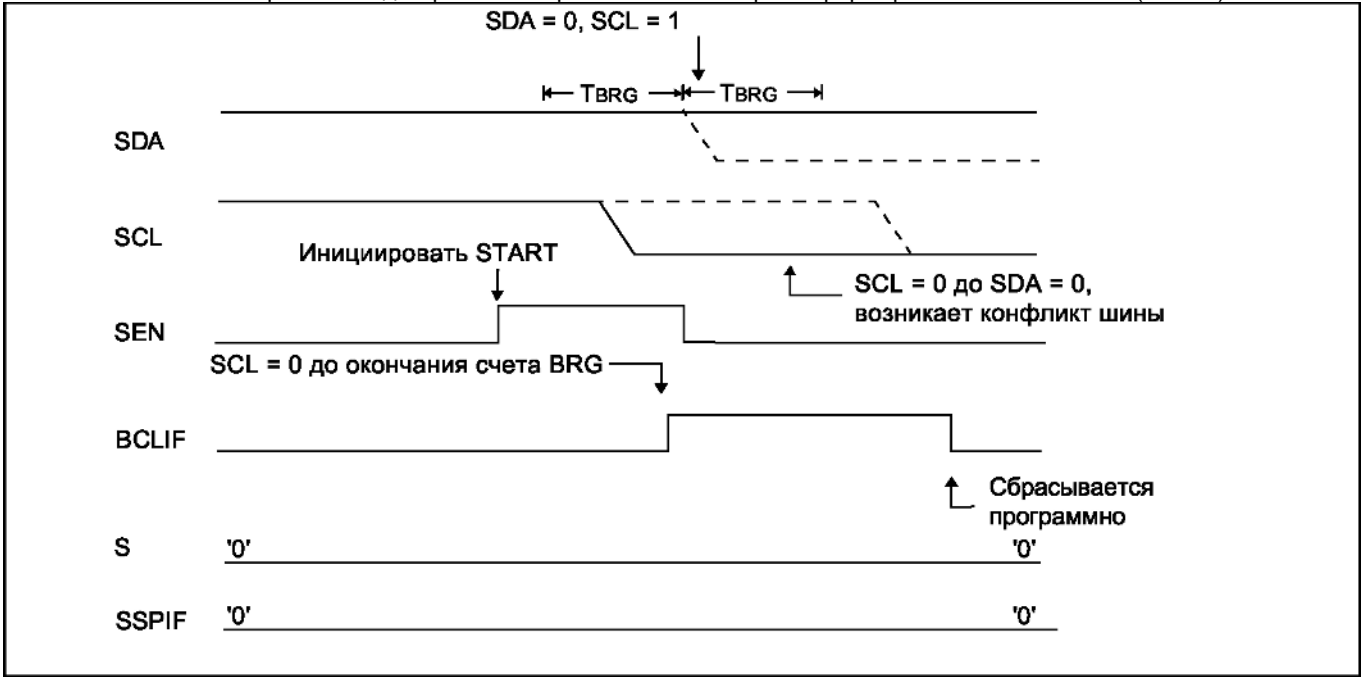 SDA = 0, SCL = 1
TBRG TBRG
SDA
SCL
Инициировать START
SCL = 0 до SDA = 0,
возникает конфликт шины
SEN
SCL = 0 до окончания счета BRG
BCLIF
Сбрасывается
программно
S '0' '0'
SSPIF '0' '0'